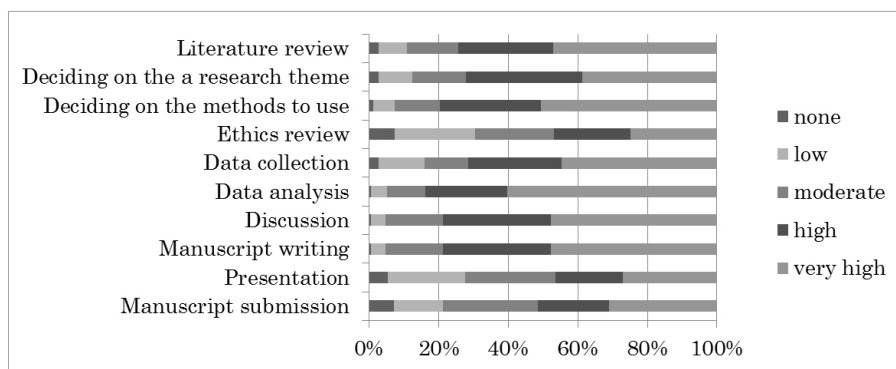 Literature review
Deciding on the a research theme
Deciding on the methods to use
Ethics review
Data collection
Data analysis
Discussion
Manuscript writing
Presentation
Manuscript submission
0% 20% 40% 60% 80% 100%
none
low
moderate
high
very high